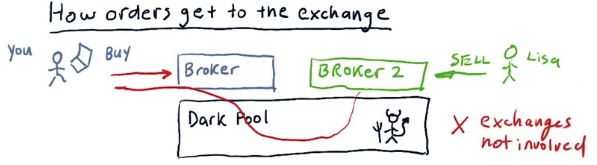 How orders get to the exchange
You
Buy
Broker
BRoker 2
SELL
Lisa
Dark Pool
X exchanges
not involved